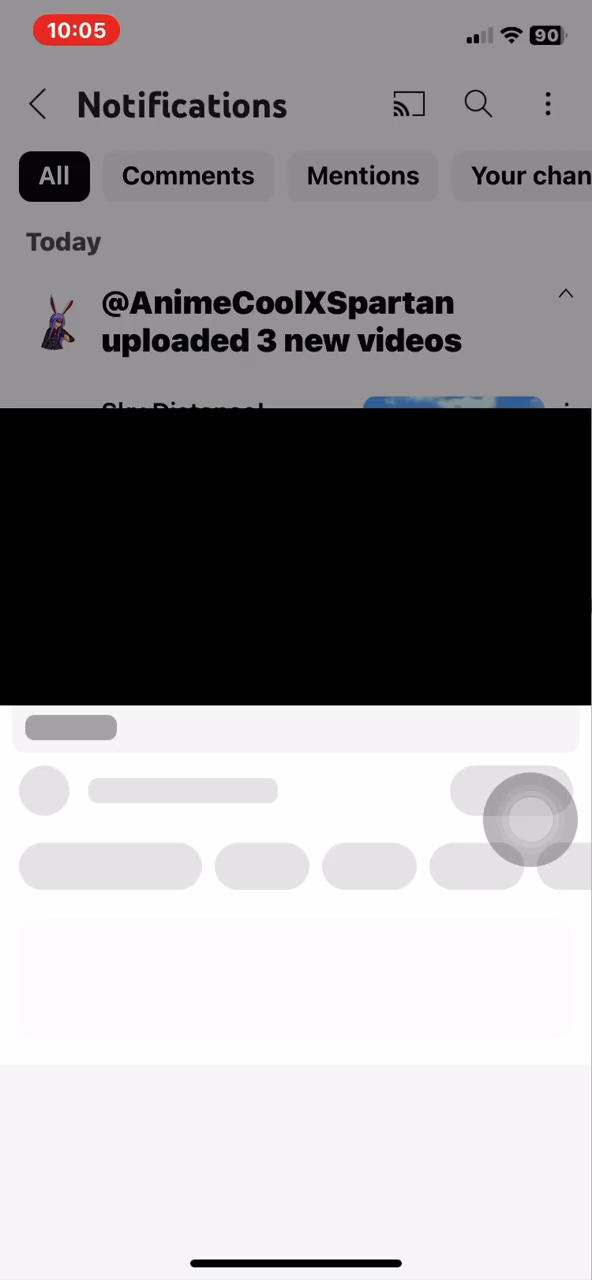 10:05
90
Notifications
All
Comments
Mentions
Your chan
Today
@AnimeCoolXSpartan
uploaded 3 new videos